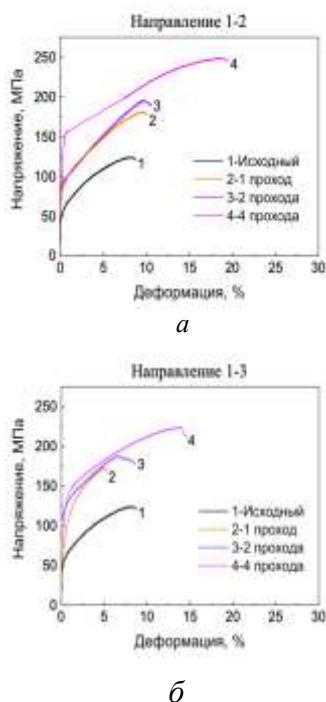 Направление 1-2
Напряжение, МПа
250
200
150
100
50
0
0 5 10 15 20 25 30
Деформация, %
1
2
3
4
1-Исходный
2-1 проход
3-2 прохода
4-4 прохода
а
Направление 1-3
Напряжение, МПа
250
200
150
100
50
0
0 5 10 15 20 25 30
Деформация, %
1
2
3
4
1-Исходный
2-1 проход
3-2 прохода
4-4 прохода
б